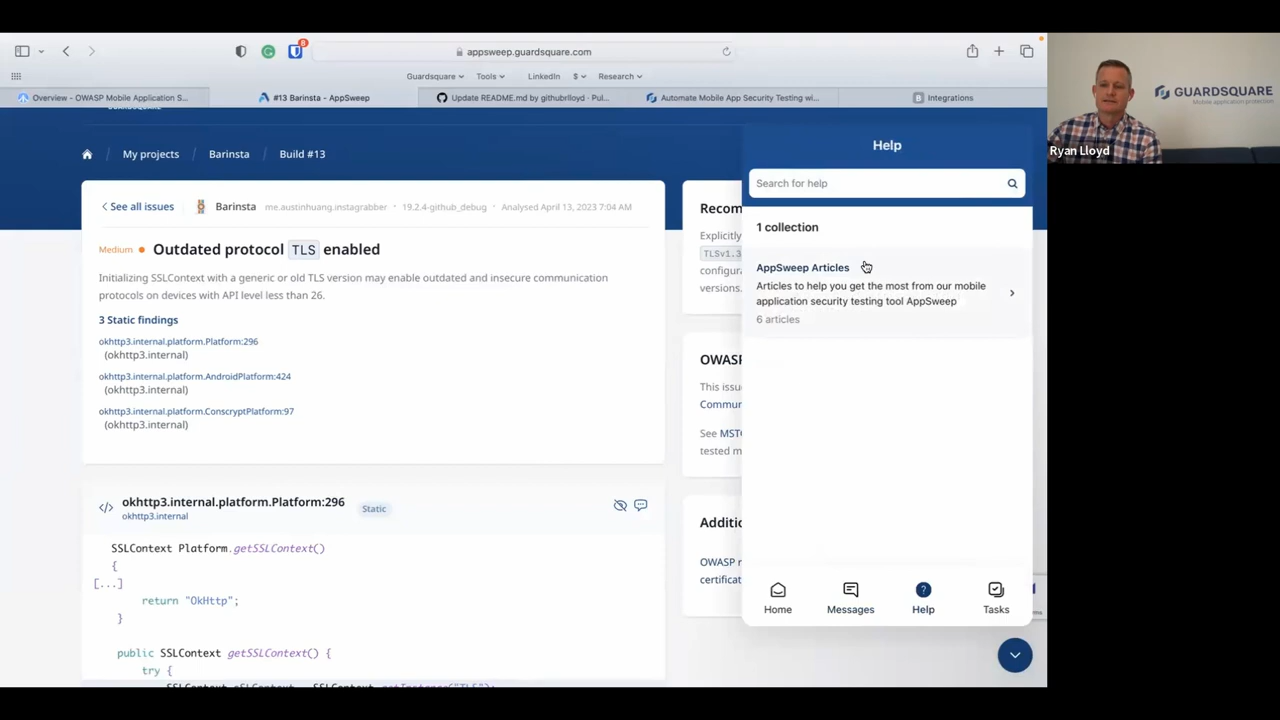 8
appsweep.guardsquare.com
Guardsquare
Tools
LinkedIn
$
Research
Overview - OWASP Mobile Application S...
#13 Barinsta - AppSweep
Update README.md by githubrlloyd · Pul...
Automate Mobile App Security Testing wi...
B Integrations
My projects / Barinsta / Build #13
See all issues
Barinsta me.austinhuang.instagrabber · 19.2.4-github_debug · Analysed April 13, 2023 7:04 AM
Medium Outdated protocol TLS enabled
Initializing SSLContext with a generic or old TLS version may enable outdated and insecure communication
protocols on devices with API level less than 26.
3 Static findings
okhttp3.internal.platform.Platform:296
(okhttp3.internal)
okhttp3.internal.platform.AndroidPlatform:424
(okhttp3.internal)
okhttp3.internal.platform.ConscryptPlatform:97
(okhttp3.internal)
</> okhttp3.internal.platform.Platform:296
okhttp3.internal
Static
SSLContext Platform.getSSLContext()
{
[...]
return "OkHttp";
}
public SSLContext getSSLContext() {
try {
Recom
Explicitly
TLSv1.3
configura
versions.
OWASP
This issu
Commun
See MST
tested m
Additio
OWASP m
certificat
Help
Search for help
1 collection
AppSweep Articles
Articles to help you get the most from our mobile
application security testing tool AppSweep
6 articles
Home
Messages
Help
Tasks
GUARDSQUARE
Mobile application protection
Ryan Lloyd